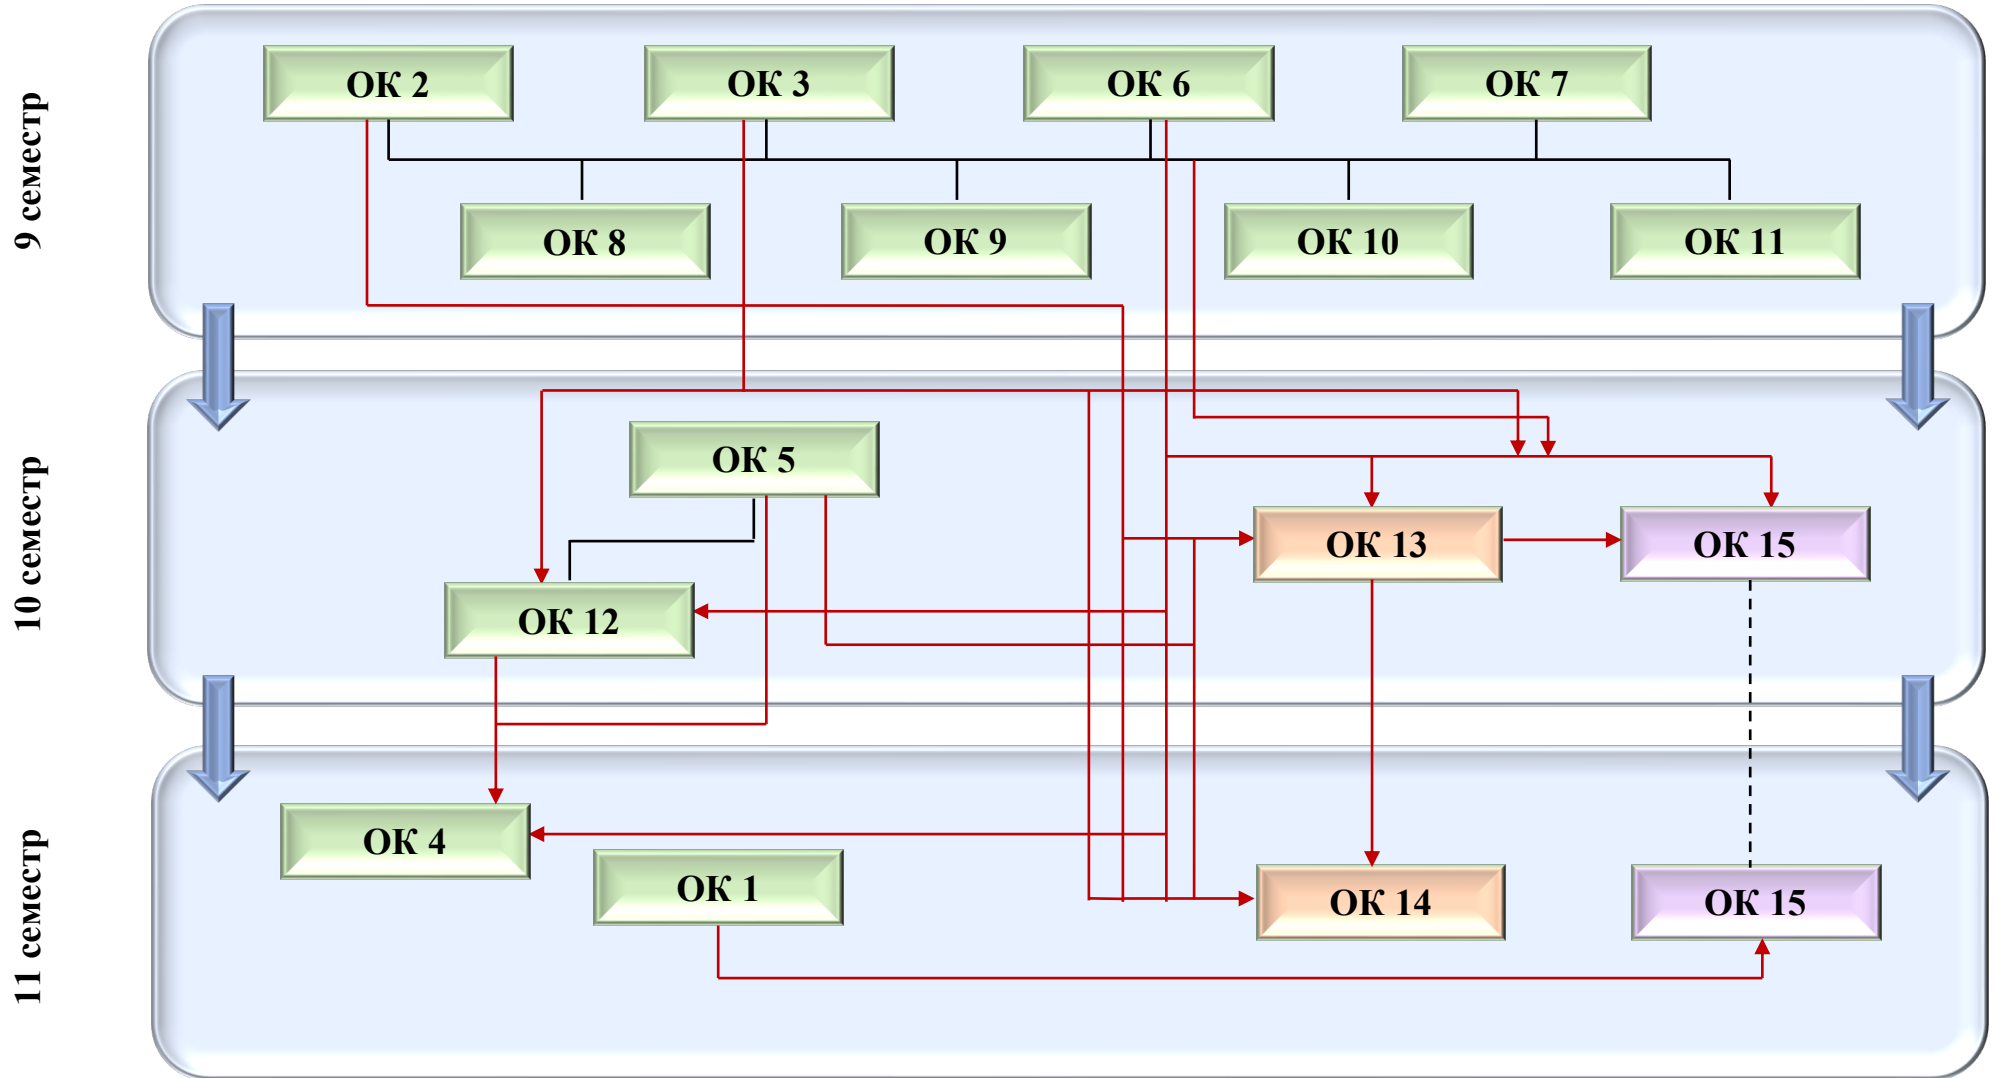 9 семестр
ОК 2
ОК 3
ОК 6
ОК 7
ОК 8
ОК 9
ОК 10
ОК 11
10 семестр
ОК 5
ОК 13
ОК 15
ОК 12
11 семестр
ОК 4
ОК 1
ОК 14
ОК 15